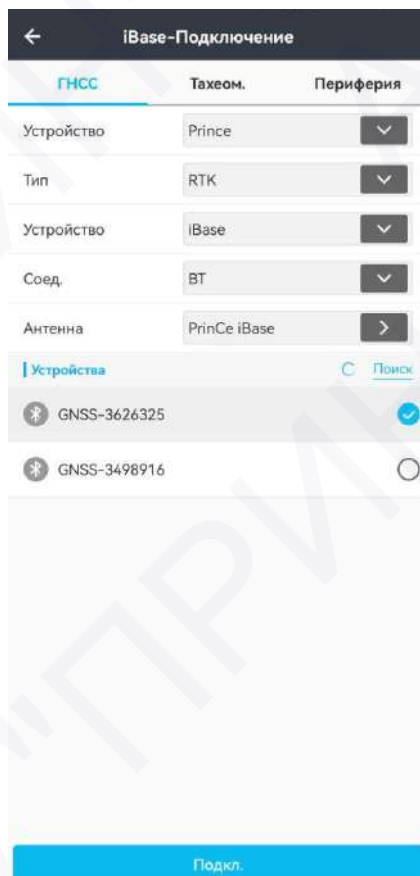 iBase-Подключение
ГНСС Тахеом. Периферия
Устройство Prince
Тип RTK
Устройство iBase
Соед. BT
Антенна PrinCe iBase
Устройства Поиск
GNSS-3626325
GNSS-3498916
"ПРИН
Подкл.